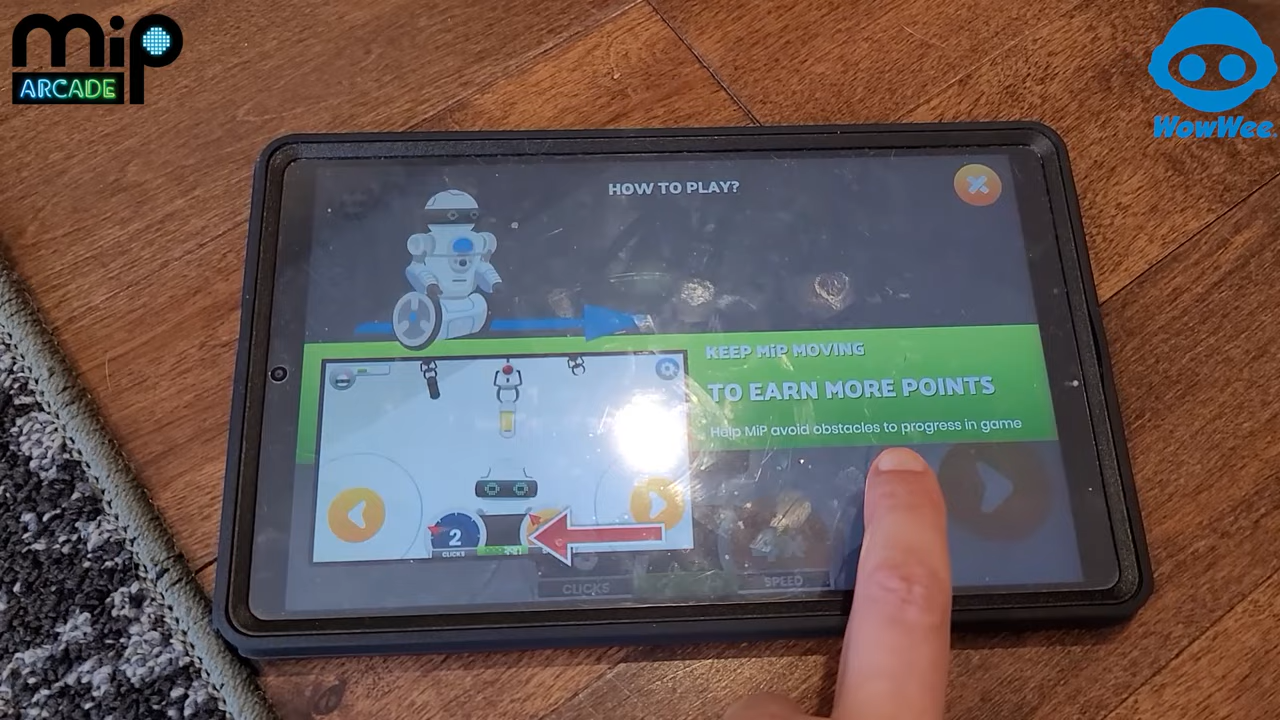 MiP
ARCADE
WowWee
HOW TO PLAY?
KEEP MiP MOVING
TO EARN MORE POINTS
Help MiP avoid obstacles to progress in game
2
CLICKS
CLICKS
SPEED